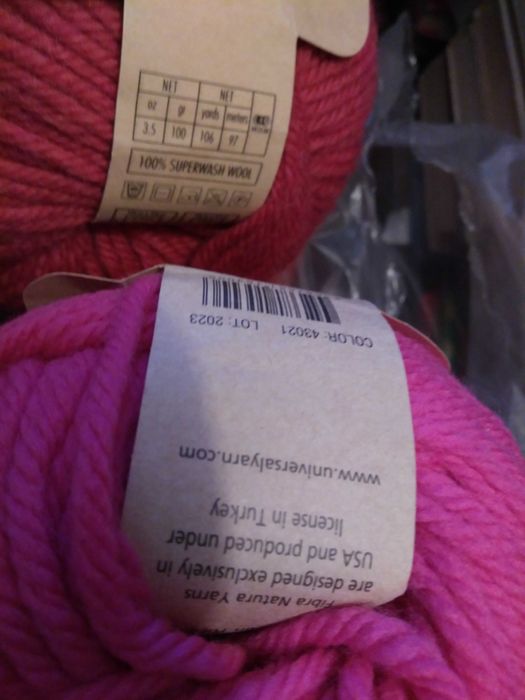 NET NET
oz gr yards meters
3.5 100 106 97
100% SUPERWASH WOOL
Fibra Natura Yarns
are designed exclusively in
USA and produced under
license in Turkey
www.universalyarn.com
COLOR: 43021 LOT: 2023